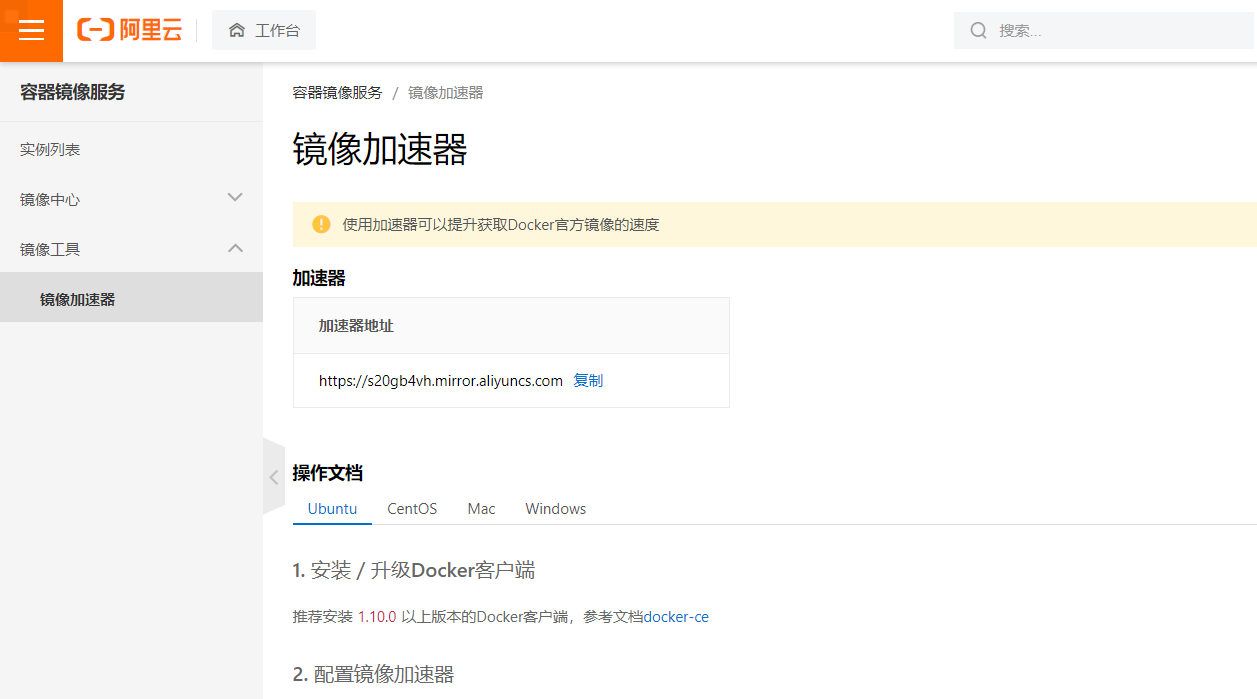 阿里云
工作台
搜索...
容器镜像服务
实例列表
镜像中心
镜像工具
镜像加速器
容器镜像服务 / 镜像加速器
镜像加速器
使用加速器可以提升获取Docker官方镜像的速度
加速器
加速器地址
https://s20gb4vh.mirror.aliyuncs.com 复制
操作文档
Ubuntu CentOS Mac Windows
1. 安装 / 升级Docker客户端
推荐安装 1.10.0 以上版本的Docker客户端，参考文档docker-ce
2. 配置镜像加速器